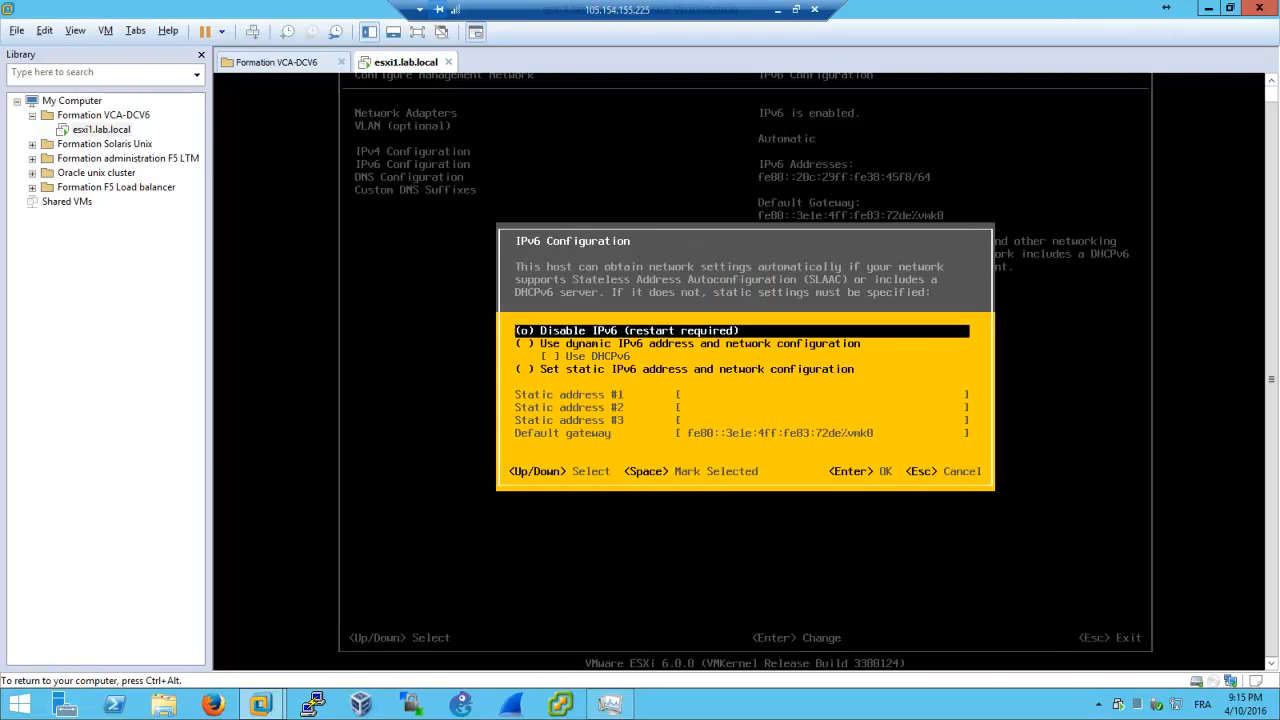 105.154.155.225
File Edit View VM Tabs Help
Library
Type here to search
My Computer
Formation VCA-DCV6
esxi1.lab.local
Formation Solaris Unix
Formation administration F5 LTM
Oracle unix cluster
Formation F5 Load balancer
Shared VMs
Formation VCA-DCV6
esxi1.lab.local
Configure Management Network
IPv6 Configuration
Network Adapters
VLAN (optional)
IPv4 Configuration
IPv6 Configuration
DNS Configuration
Custom DNS Suffixes
IPv6 is enabled.
Automatic
IPv6 Addresses:
fe80::20c:29ff:fe38:45f8/64
Default Gateway:
fe80::3e1e:4ff:fe83:72de%vmk0
nd other networking
ork includes a DHCPv6
nt.
IPv6 Configuration
This host can obtain network settings automatically if your network
supports Stateless Address Autoconfiguration (SLAAC) or includes a
DHCPv6 server. If it does not, static settings must be specified:
(o) Disable IPv6 (restart required)
( ) Use dynamic IPv6 address and network configuration
[ ] Use DHCPv6
( ) Set static IPv6 address and network configuration
Static address #1 [ ]
Static address #2 [ ]
Static address #3 [ ]
Default gateway [ fe80::3e1e:4ff:fe83:72de%vmk0 ]
<Up/Down> Select <Space> Mark Selected <Enter> OK <Esc> Cancel
<Up/Down> Select <Enter> Change <Esc> Exit
VMware ESXi 6.0.0 (VMKernel Release Build 3380124)
To return to your computer, press Ctrl+Alt.
FRA
9:15 PM
4/10/2016